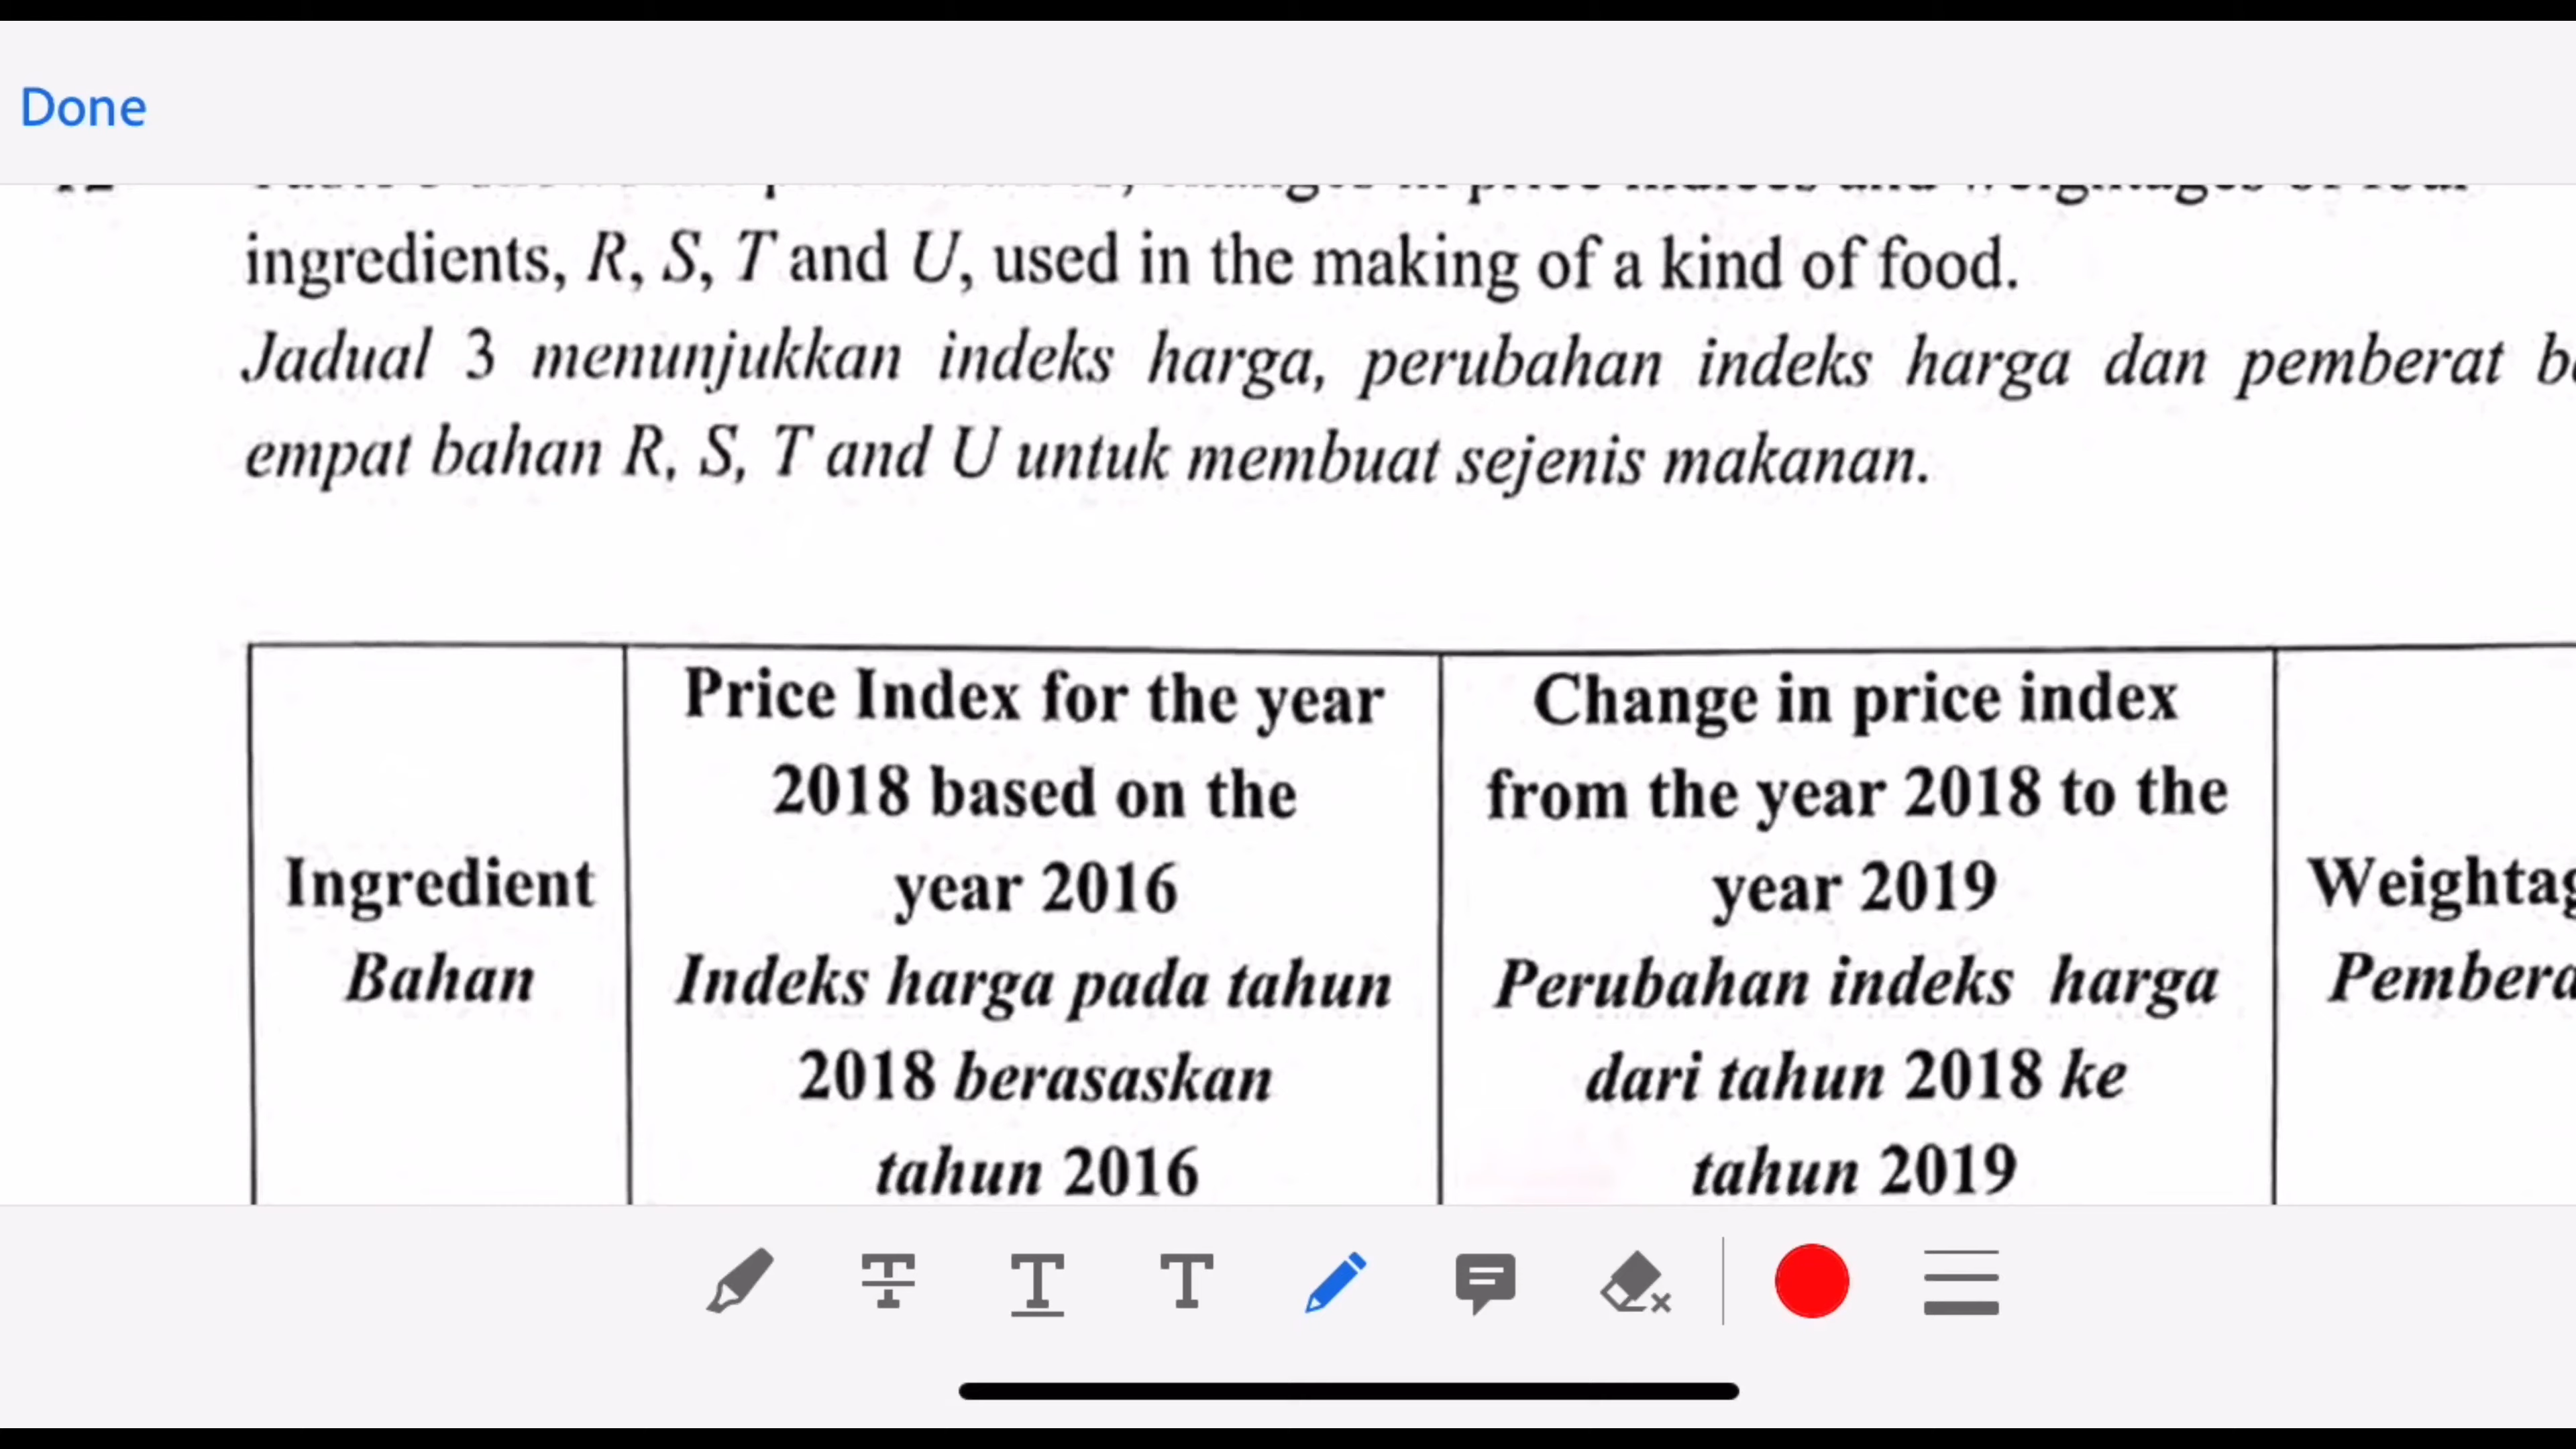 Done
ingredients, R, S, T and U, used in the making of a kind of food.
Jadual 3 menunjukkan indeks harga, perubahan indeks harga dan pemberat
empat bahan R, S, T and U untuk membuat sejenis makanan.
Ingredient
Bahan
Price Index for the year
2018 based on the
year 2016
Indeks harga pada tahun
2018 berasaskan
tahun 2016
Change in price index
from the year 2018 to the
year 2019
Perubahan indeks harga
dari tahun 2018 ke
tahun 2019
Weightag
Pembera